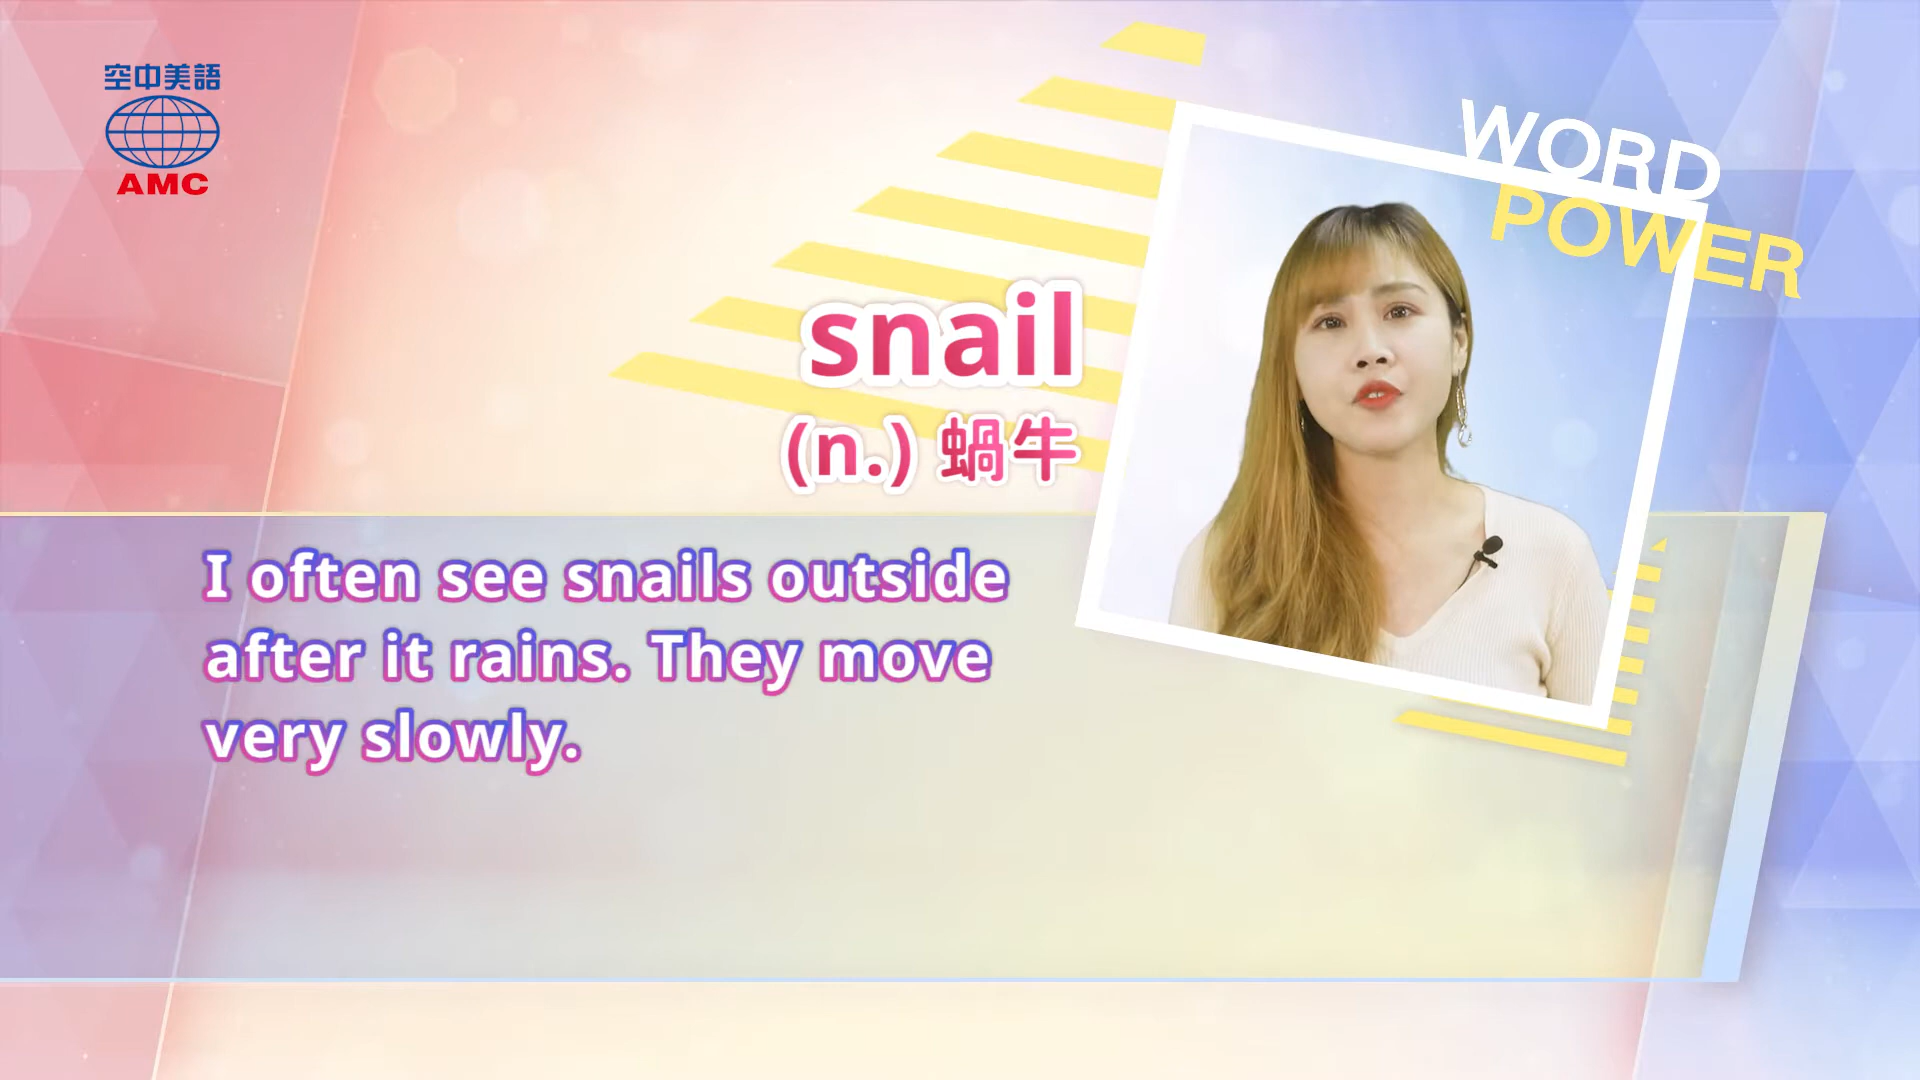 空中美語
AMC
WORD
POWER
snail
(n.) 蝸牛
I often see snails outside
after it rains. They move
very slowly.